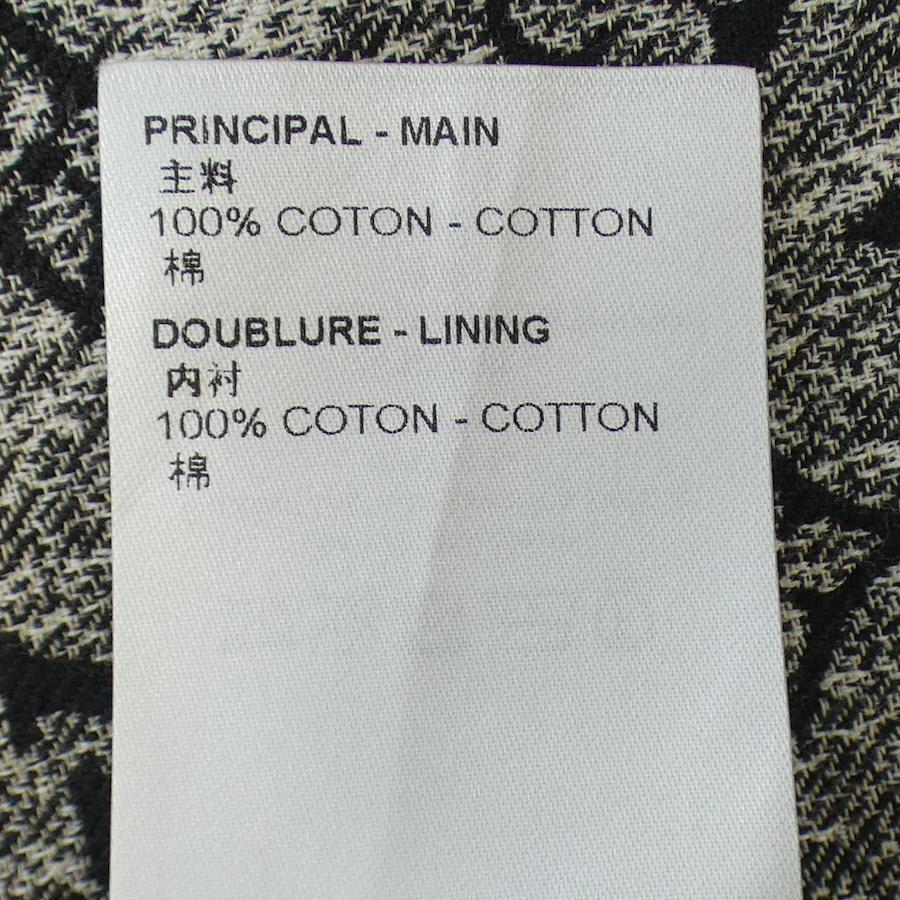 PRINCIPAL - MAIN
主料
100% COTON - COTTON
棉
DOUBLURE - LINING
内衬
100% COTON - COTTON
棉